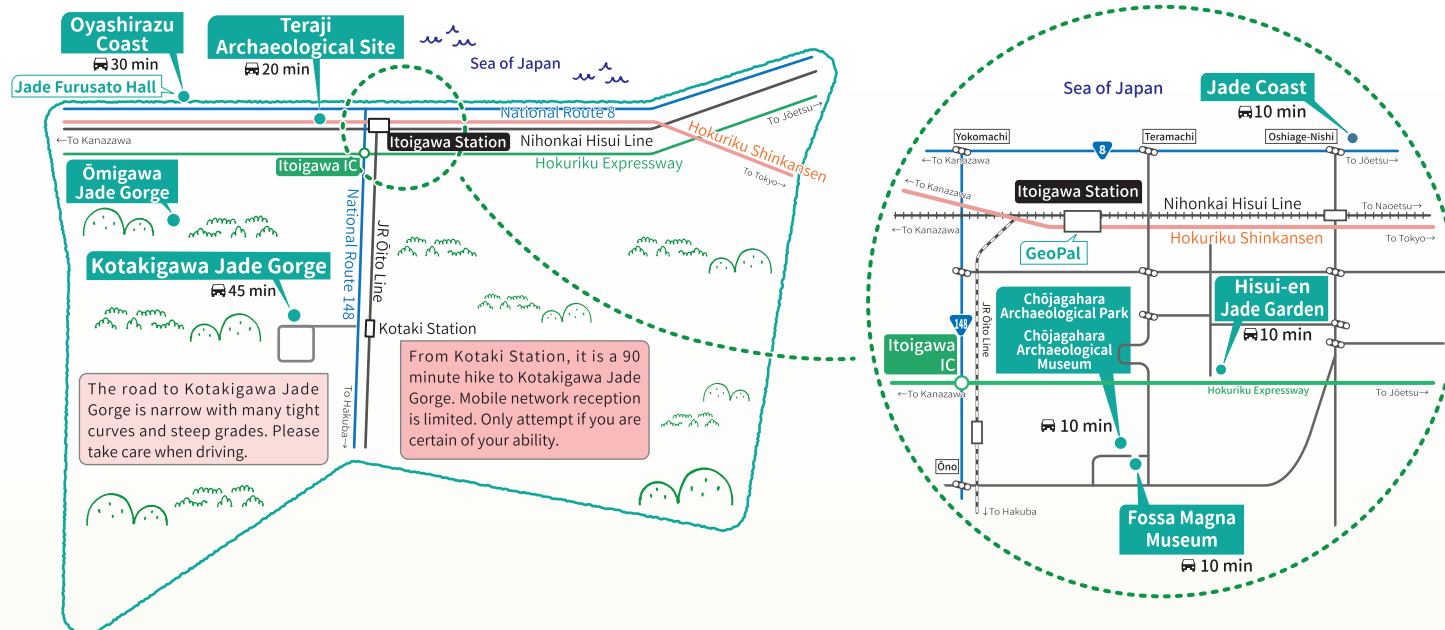 Oyashirazu
Coast
30 min
Jade Furusato Hall
Teraji
Archaeological Site
20 min
Sea of Japan
National Route 8
←To Kanazawa
Itoigawa Station
Nihonkai Hisui Line
Hokuriku Shinkansen
To Jōetsu→
Itoigawa IC
Hokuriku Expressway
To Tokyo→
Ōmigawa
Jade Gorge
National Route 148
JR Ōito Line
Kotakigawa Jade Gorge
45 min
Kotaki Station
The road to Kotakigawa Jade
Gorge is narrow with many tight
curves and steep grades. Please
take care when driving.
To Hakuba→
From Kotaki Station, it is a 90
minute hike to Kotakigawa Jade
Gorge. Mobile network reception
is limited. Only attempt if you are
certain of your ability.
Sea of Japan
Jade Coast
10 min
Yokomachi
Teramachi
Oshiage-Nishi
8
←To Kanazawa
To Jōetsu→
←To Kanazawa
Itoigawa Station
Nihonkai Hisui Line
To Naoetsu→
←To Kanazawa
Hokuriku Shinkansen
To Tokyo→
GeoPal
Chōjagahara
Archaeological Park
Chōjagahara
Archaeological
Museum
Hisui-en
Jade Garden
10 min
148
JR Ōito Line
Itoigawa
IC
←To Kanazawa
Hokuriku Expressway
To Jōetsu→
10 min
Ōno
↓To Hakuba
Fossa Magna
Museum
10 min